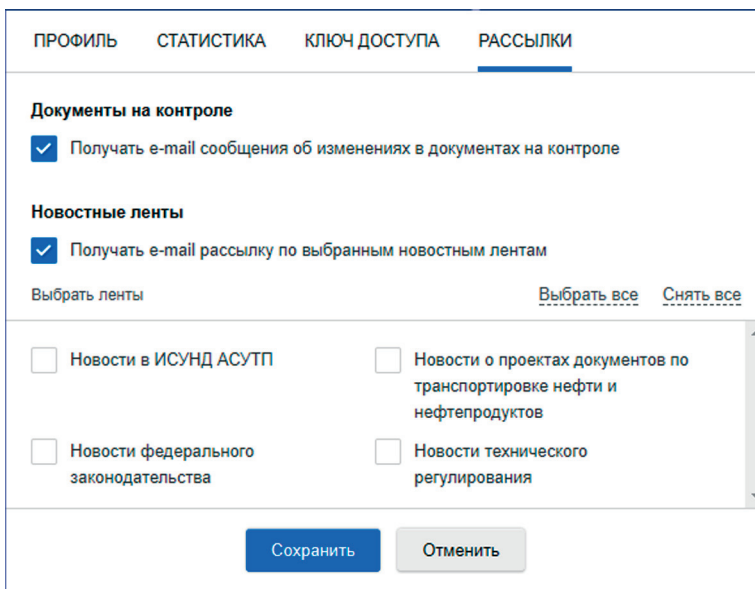 ПРОФИЛЬ СТАТИСТИКА КЛЮЧ ДОСТУПА РАССЫЛКИ
Документы на контроле
Получать e-mail сообщения об изменениях в документах на контроле
Новостные ленты
Получать e-mail рассылку по выбранным новостным лентам
Выбрать ленты Выбрать все Снять все
Новости в ИСУНД АСУТП
Новости о проектах документов по
транспортировке нефти и
нефтепродуктов
Новости федерального
законодательства
Новости технического
регулирования
Сохранить Отменить